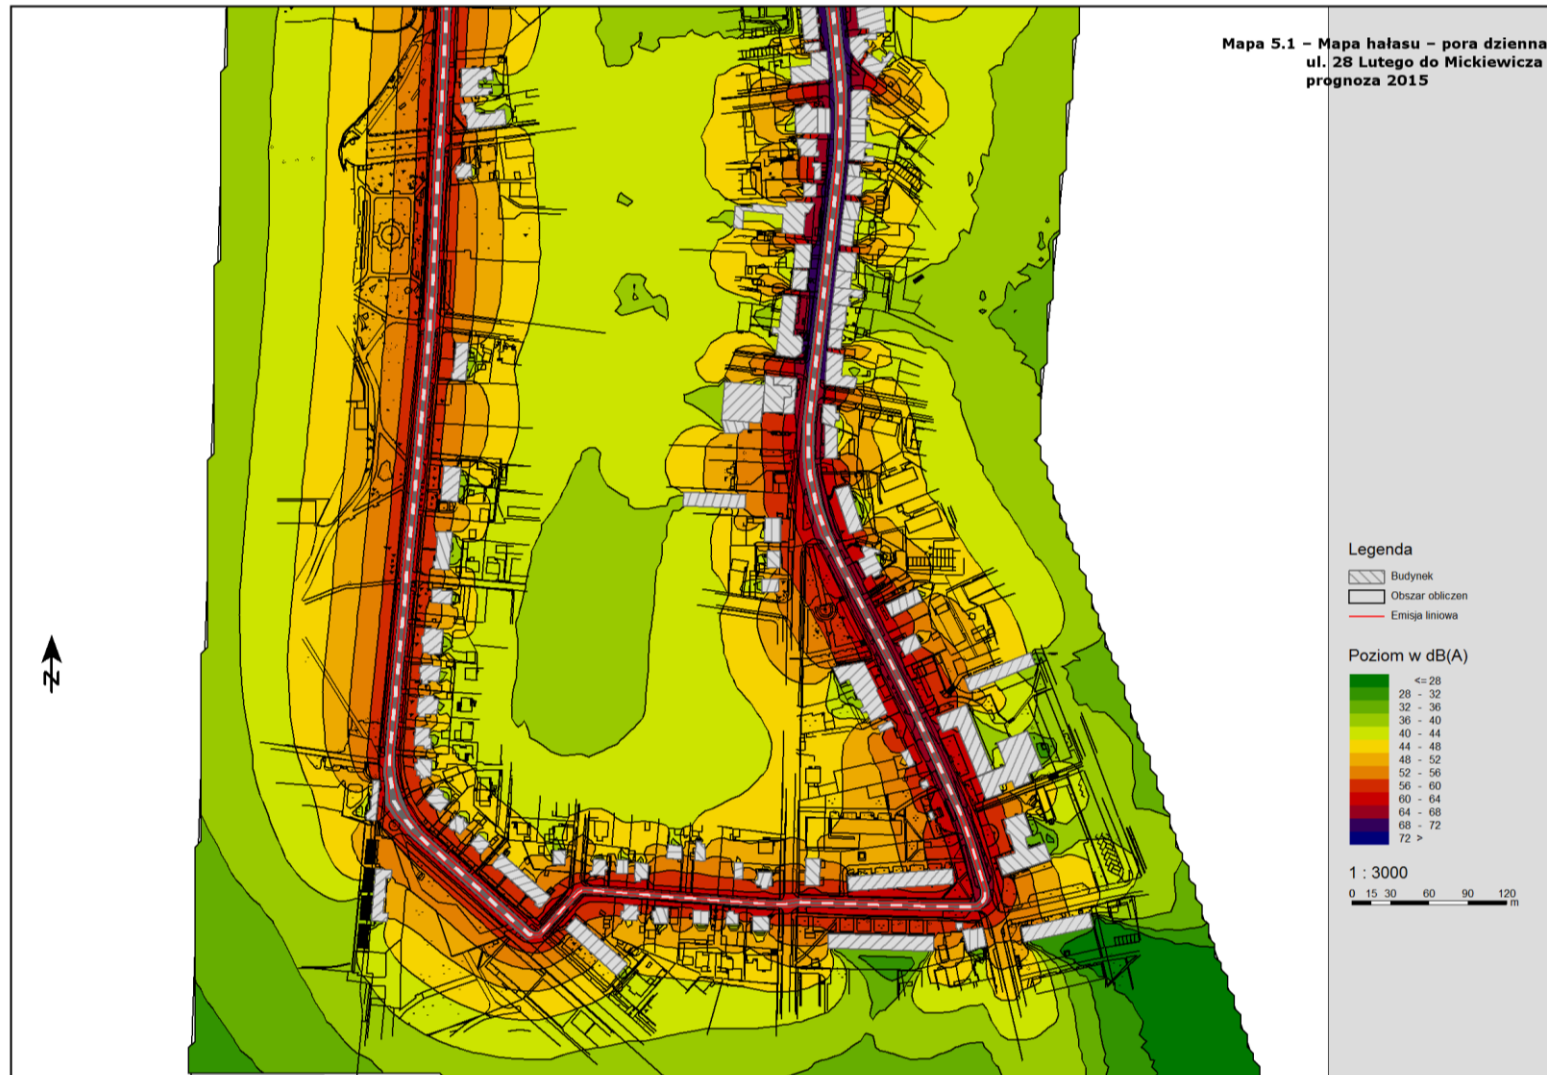 Mapa 5.1 – Mapa hałasu – pora dzienna
ul. 28 Lutego do Mickiewicza
prognoza 2015
N
Legenda
Budynek
Obszar obliczen
Emisja liniowa
Poziom w dB(A)
<= 28
28 - 32
32 - 36
36 - 40
40 - 44
44 - 48
48 - 52
52 - 56
56 - 60
60 - 64
64 - 68
68 - 72
72 >
1 : 3000
0 15 30 60 90 120
m